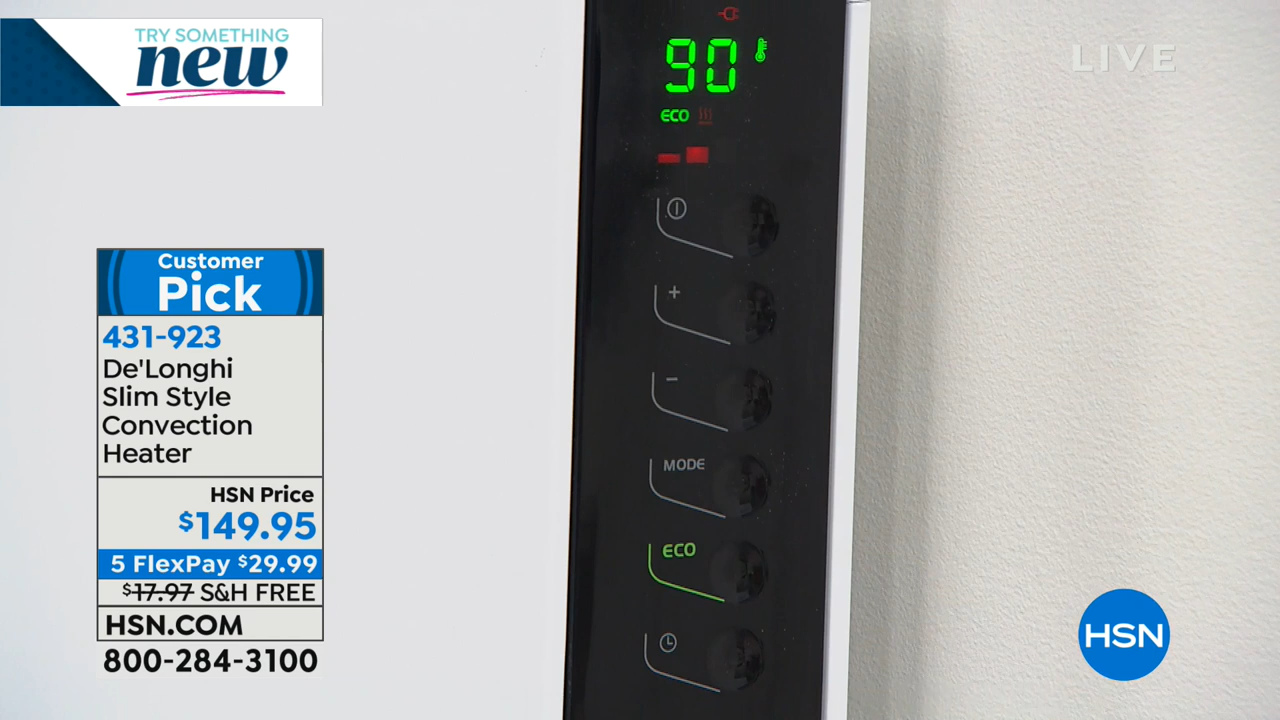 TRY SOMETHING
new
LIVE
90
ECO
Customer
Pick
431-923
De'Longhi
Slim Style
Convection
Heater
HSN Price
$149.95
5 FlexPay $29.99
$17.97 S&H FREE
HSN.COM
800-284-3100
+
-
MODE
ECO
HSN